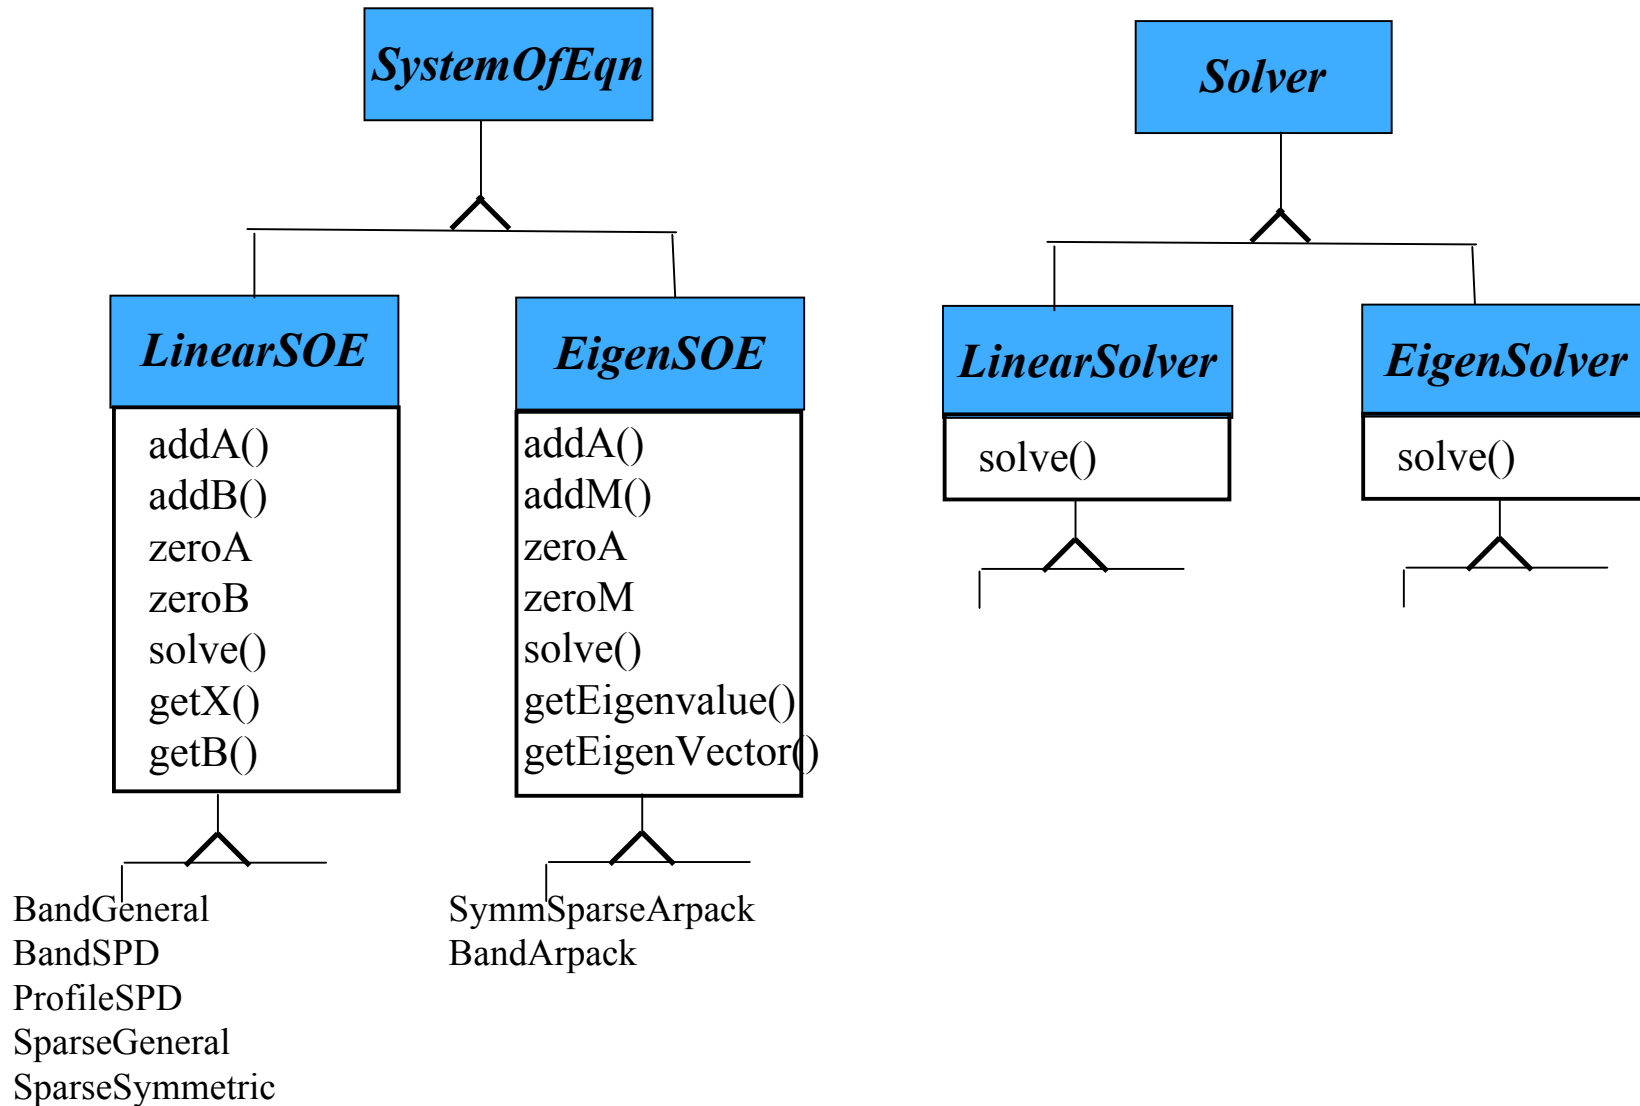 SystemOfEqn
Solver
LinearSOE
EigenSOE
LinearSolver
EigenSolver
addA()
addB()
zeroA
zeroB
solve()
getX()
getB()
addA()
addM()
zeroA
zeroM
solve()
getEigenvalue()
getEigenVector()
solve()
solve()
BandGeneral
BandSPD
ProfileSPD
SparseGeneral
SparseSymmetric
SymmSparseArpack
BandArpack